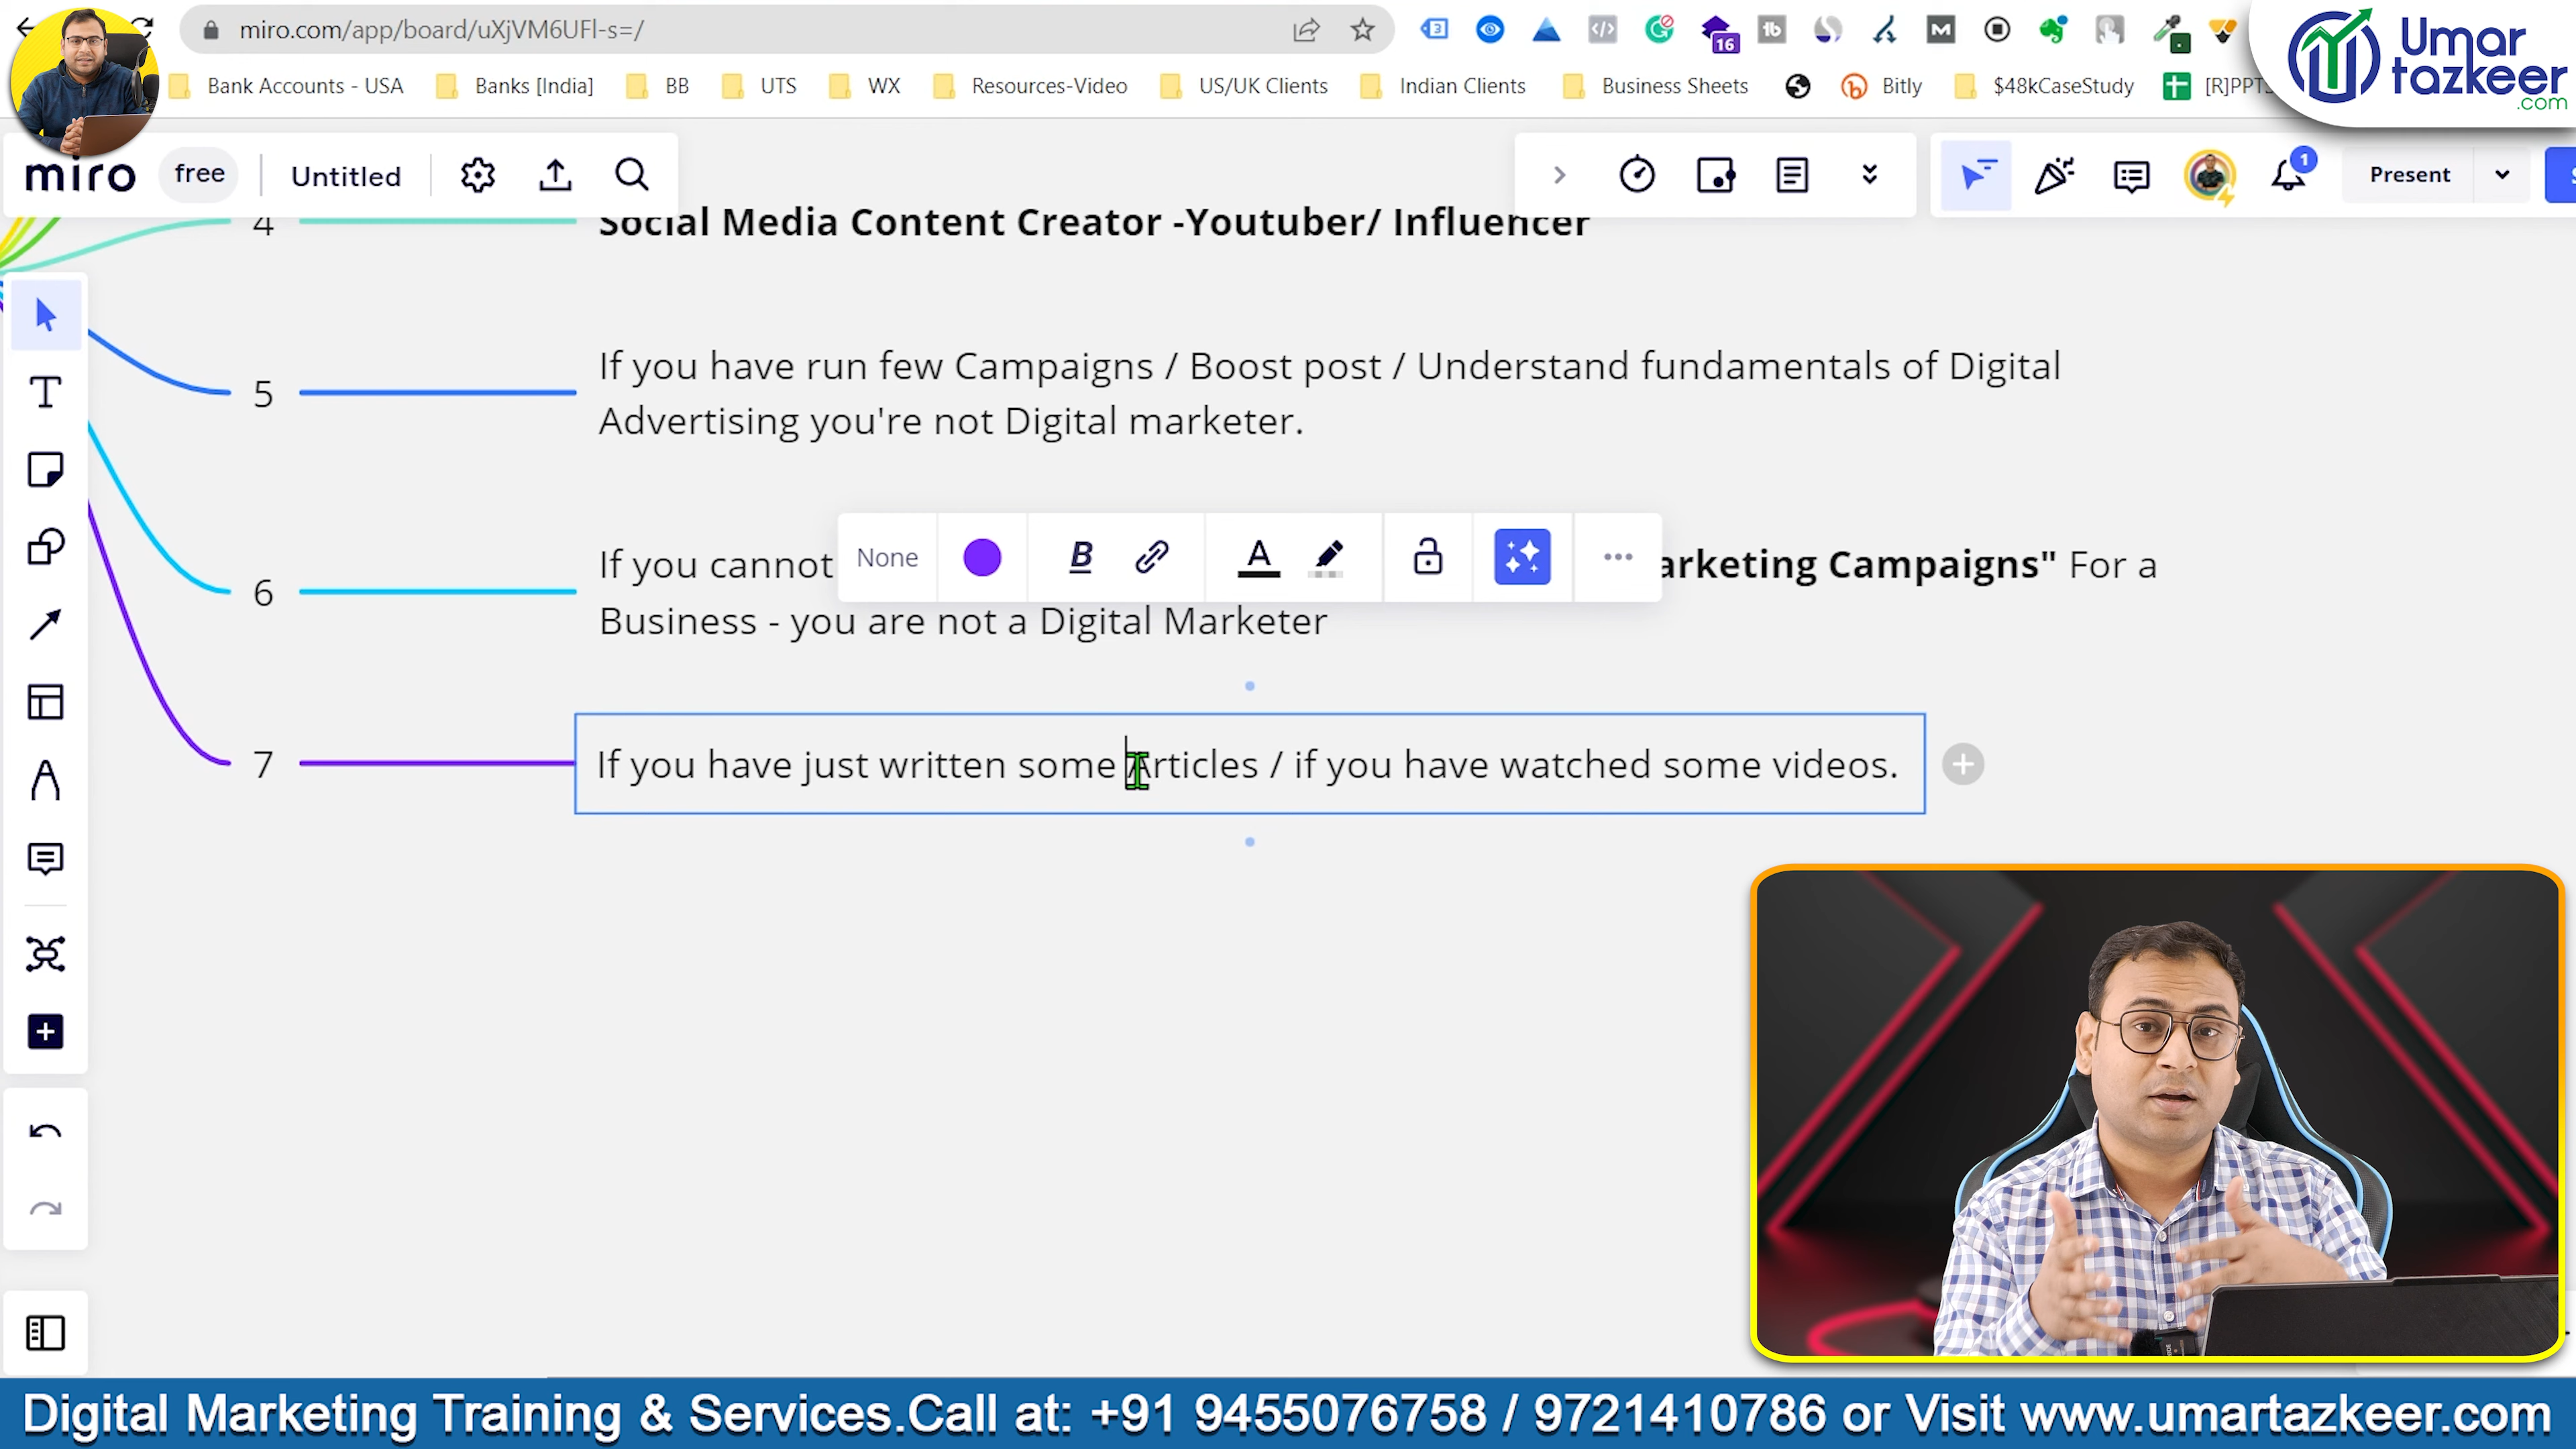 miro.com/app/board/uXjVM6UFl-s=/
3
16
Umar
tazkeer
.com
Bank Accounts - USA
Banks [India]
BB
UTS
WX
Resources-Video
US/UK Clients
Indian Clients
Business Sheets
Bitly
$48kCaseStudy
miro
free
Untitled
1
Present
4
Social Media Content Creator -Youtuber/ Influencer
5
If you have run few Campaigns / Boost post / Understand fundamentals of Digital
Advertising you're not Digital marketer.
None
B
A
6
If you cannot
Campaigns" For a
Business - you are not a Digital Marketer
7
If you have just written some Articles / if you have watched some videos.
Digital Marketing Training & Services.Call at: +91 9455076758 / 9721410786 or Visit www.umartazkeer.com